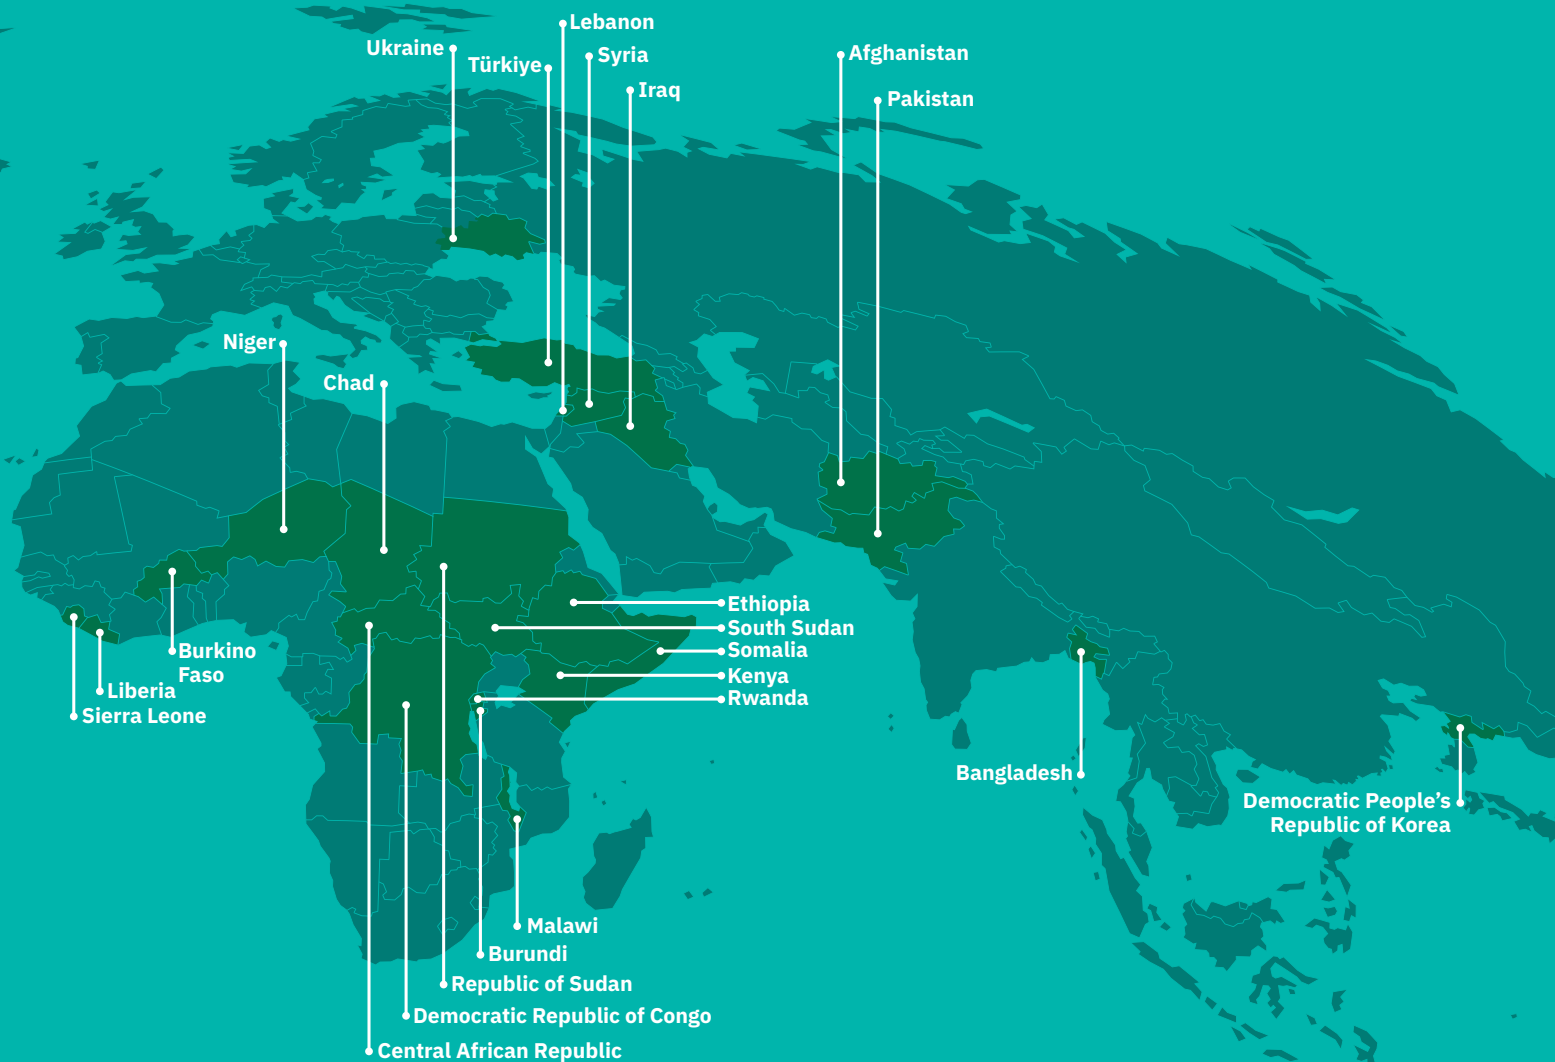 Lebanon
Ukraine
Syria
Türkiye
Afghanistan
Iraq
Pakistan
Niger
Chad
Ethiopia
South Sudan
Somalia
Burkino
Faso
Kenya
Liberia
Rwanda
Sierra Leone
Bangladesh
Democratic People’s
Republic of Korea
Malawi
Burundi
Republic of Sudan
Democratic Republic of Congo
Central African Republic